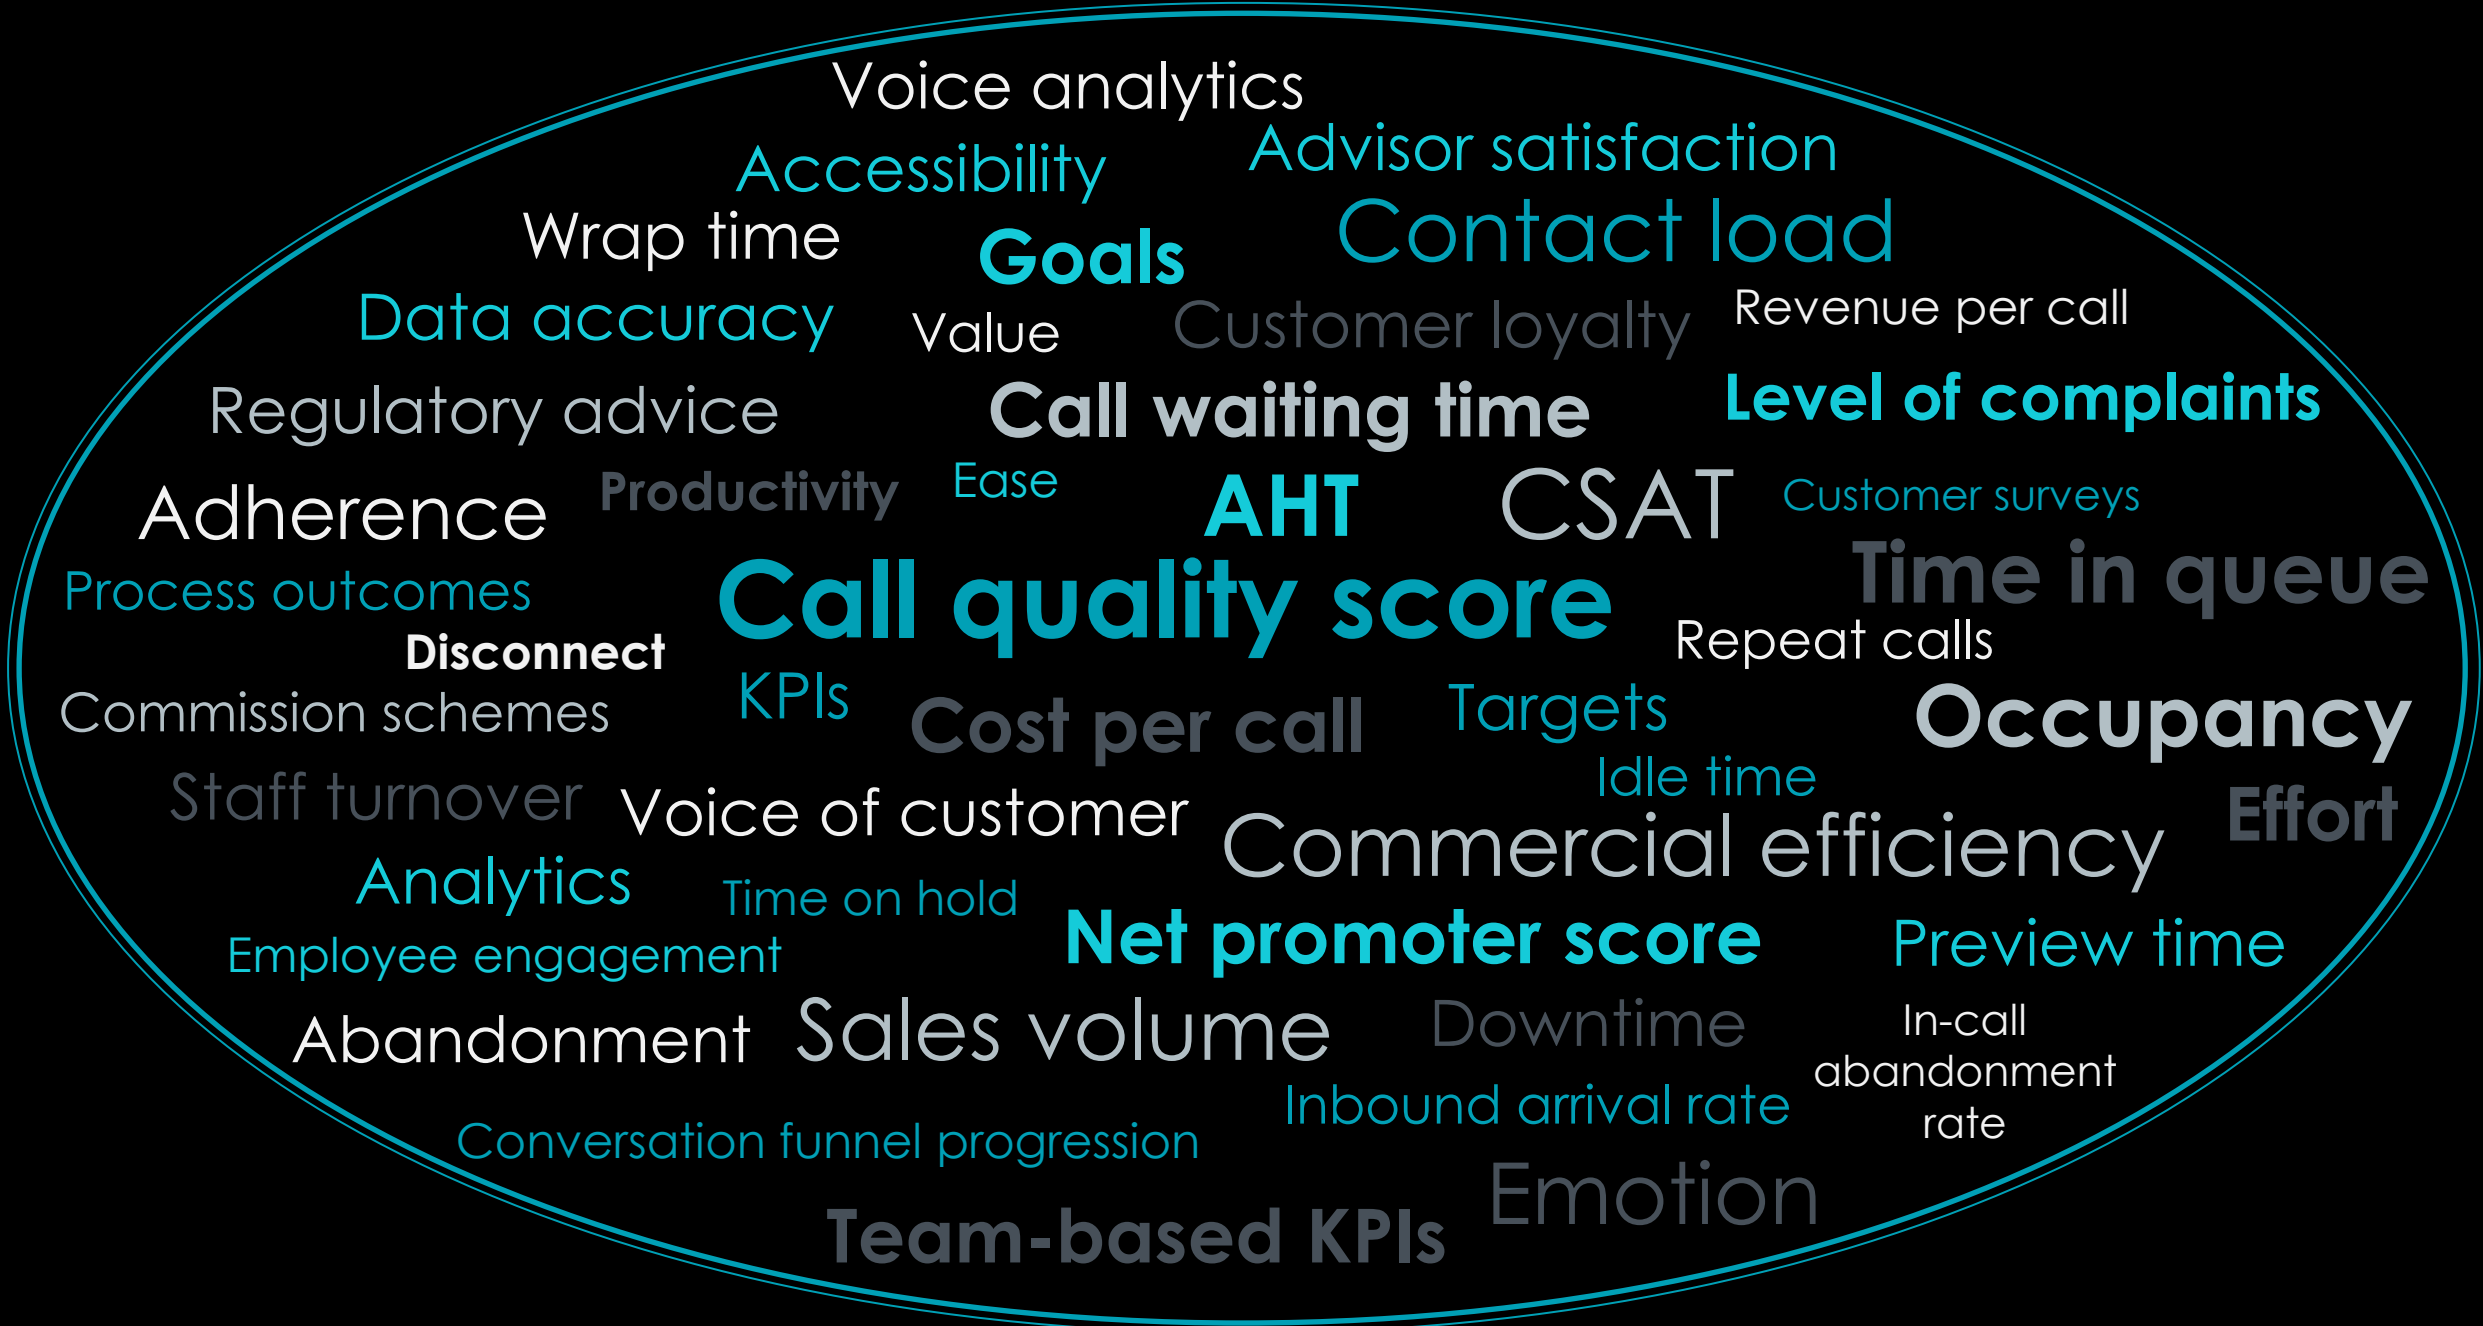 Voice analytics
Advisor satisfaction
Accessibility
Contact load
Wrap time
Goals
Revenue per call
Data accuracy
Value
Customer loyalty
Level of complaints
Regulatory advice
Call waiting time
Productivity
Ease
AHT
CSAT
Customer surveys
Adherence
Time in queue
Process outcomes
Call quality score
Disconnect
Repeat calls
KPIs
Commission schemes
Cost per call
Targets
Occupancy
Idle time
Staff turnover
Voice of customer
Commercial efficiency
Effort
Analytics
Time on hold
Net promoter score
Preview time
Employee engagement
Abandonment
Sales volume
Downtime
In-call
abandonment
rate
Inbound arrival rate
Conversation funnel progression
Emotion
Team-based KPIs